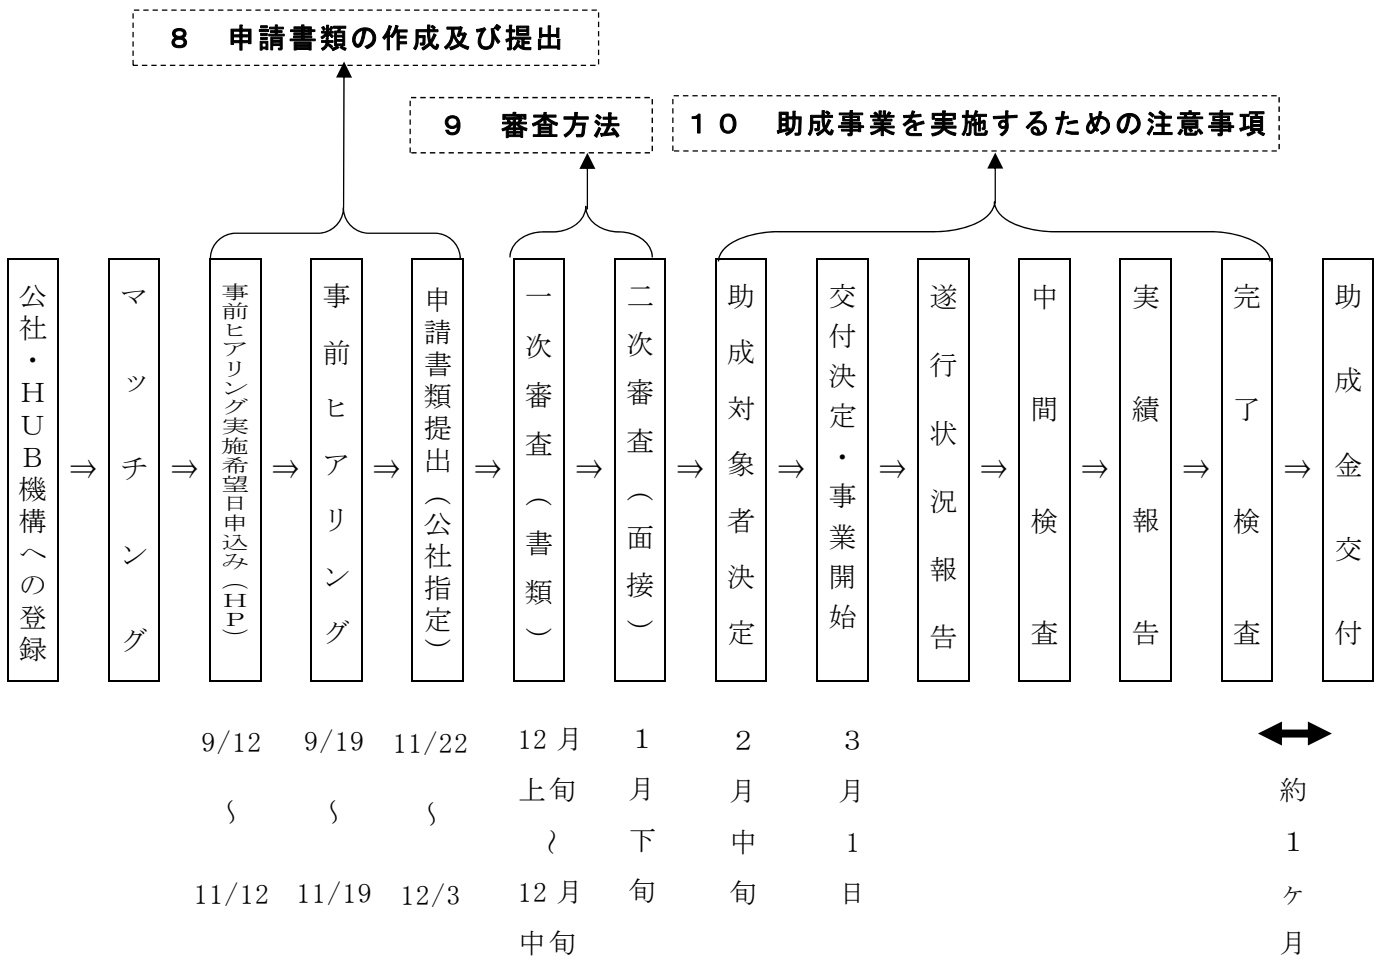 ８　申請書類の作成及び提出
９　審査方法
１０　助成事業を実施するための注意事項
公社・ＨＵＢ機構への登録
⇒
マッチング
⇒
事前ヒアリング実施希望日申込み（ＨＰ）
⇒
事前ヒアリング
⇒
申請書類提出（公社指定）
⇒
一次審査（書類）
⇒
二次審査（面接）
⇒
助成対象者決定
⇒
交付決定・事業開始
⇒
遂行状況報告
⇒
中間検査
⇒
実績報告
⇒
完了検査
⇒
助成金交付
9/12
～
11/12
9/19
～
11/19
11/22
～
12/3
12月
上旬
～
12月
中旬
１月下旬
２月中旬
３月１日
約１ヶ月